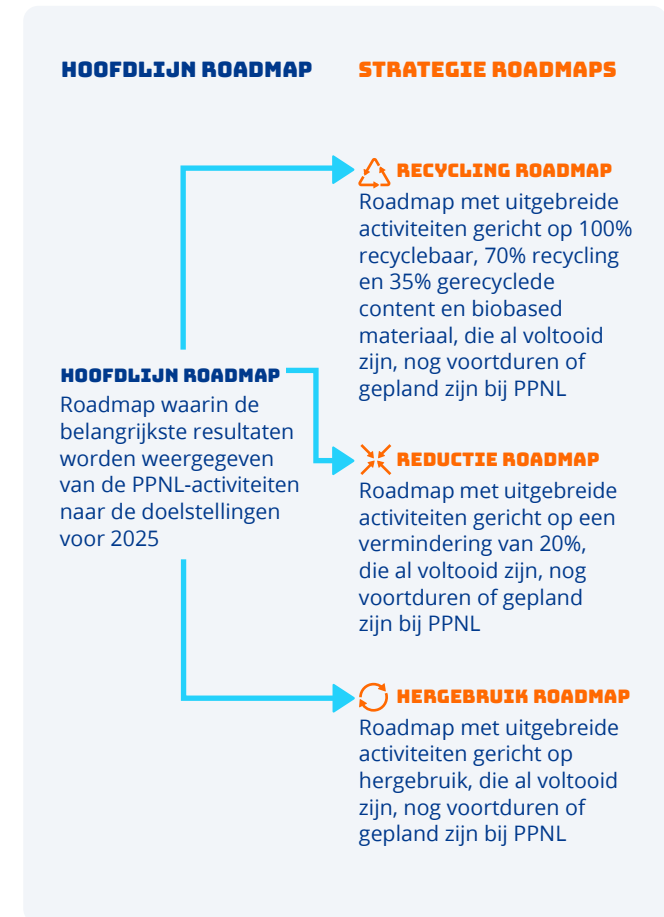 HOOFDLIJN ROADMAP
STRATEGIE ROADMAPS
HOOFDLIJN ROADMAP
Roadmap waarin de
belangrijkste resultaten
worden weergegeven
van de PPNL-activiteiten
naar de doelstellingen
voor 2025
RECYCLING ROADMAP
Roadmap met uitgebreide
activiteiten gericht op 100%
recyclebaar, 70% recycling
en 35% gerecyclede
content en biobased
materiaal, die al voltooid
zijn, nog voortduren of
gepland zijn bij PPNL
REDUCTIE ROADMAP
Roadmap met uitgebreide
activiteiten gericht op een
vermindering van 20%,
die al voltooid zijn, nog
voortduren of gepland
zijn bij PPNL
HERGEBRUIK ROADMAP
Roadmap met uitgebreide
activiteiten gericht op
hergebruik, die al voltooid
zijn, nog voortduren of
gepland zijn bij PPNL